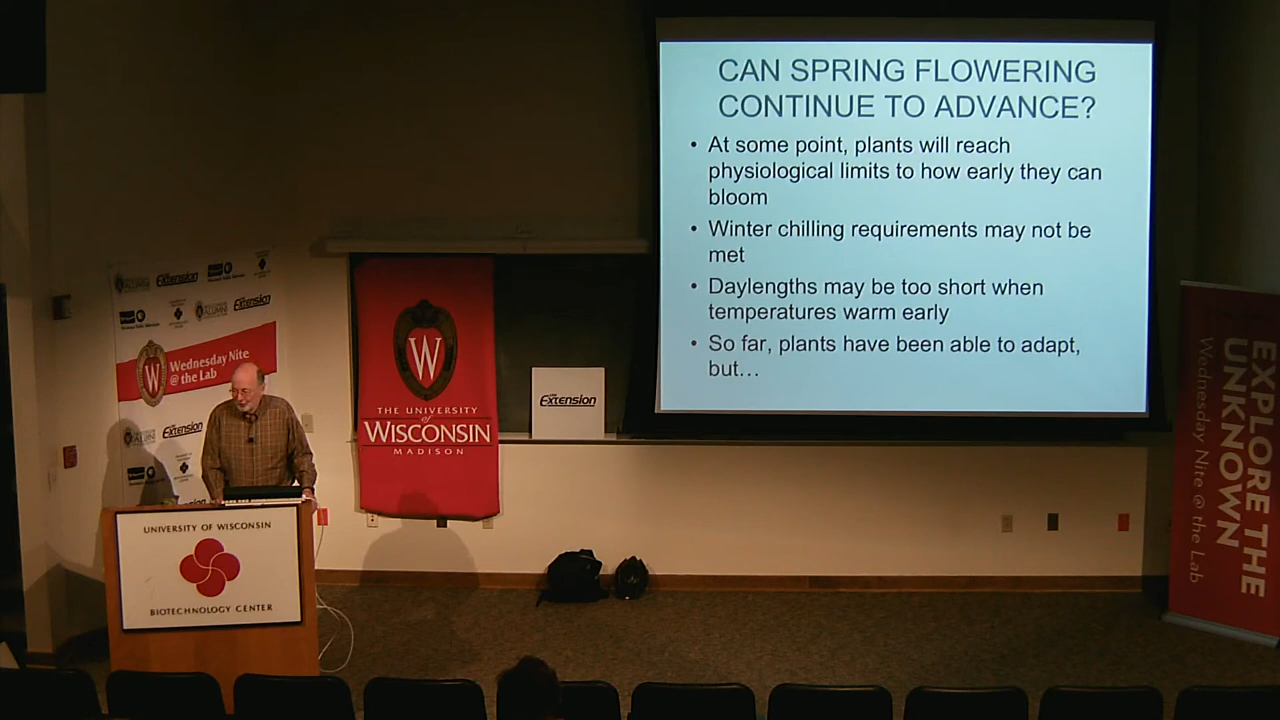 CAN SPRING FLOWERING
CONTINUE TO ADVANCE?
• At some point, plants will reach
physiological limits to how early they can
bloom
• Winter chilling requirements may not be
met
• Daylengths may be too short when
temperatures warm early
• So far, plants have been able to adapt,
but…
Extension
ALUMNI
Extension
Wednesday Nite
@ the Lab
Extension
W
THE UNIVERSITY
of
WISCONSIN
MADISON
Extension
UNIVERSITY OF WISCONSIN
BIOTECHNOLOGY CENTER
EXPLORE THE
UNKNOWN
Wednesday Nite @ the Lab